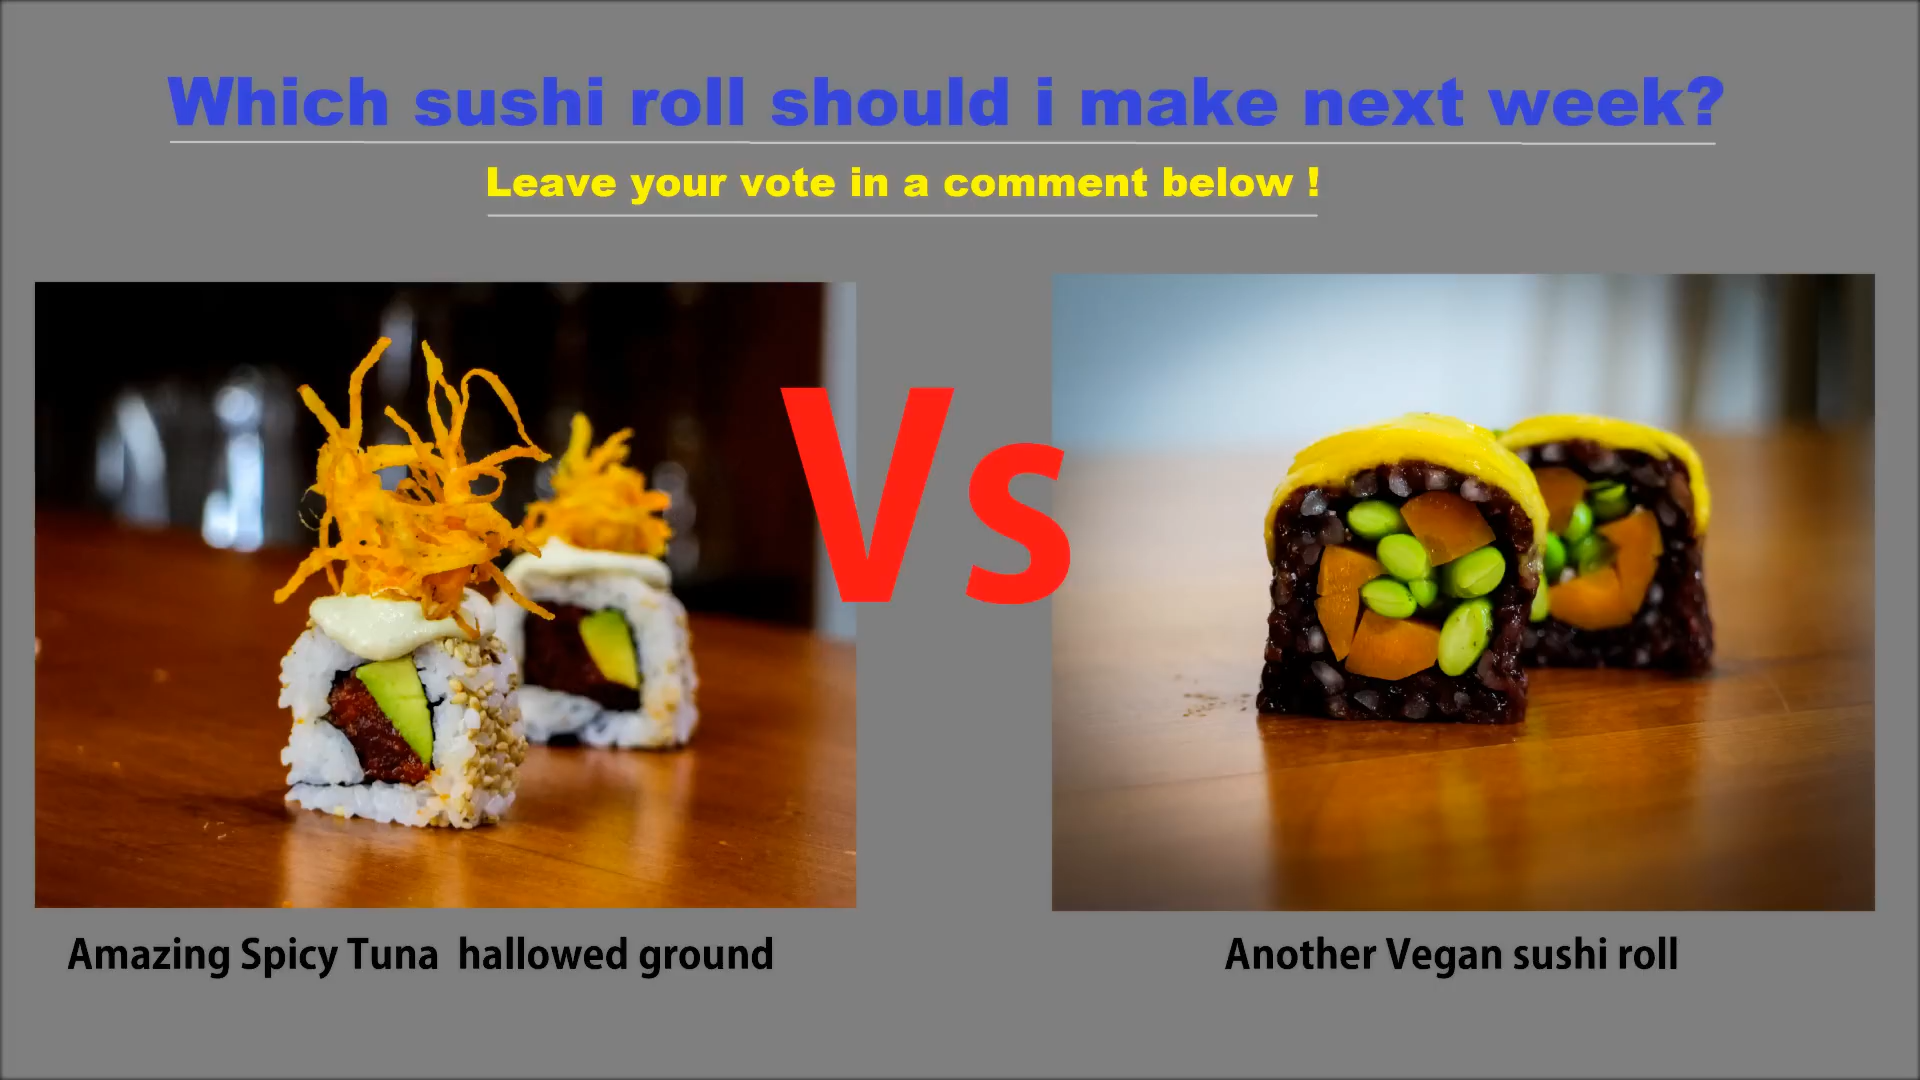 Which sushi roll should i make next week?
Leave your vote in a comment below !
Vs
Amazing Spicy Tuna  hallowed ground
Another Vegan sushi roll